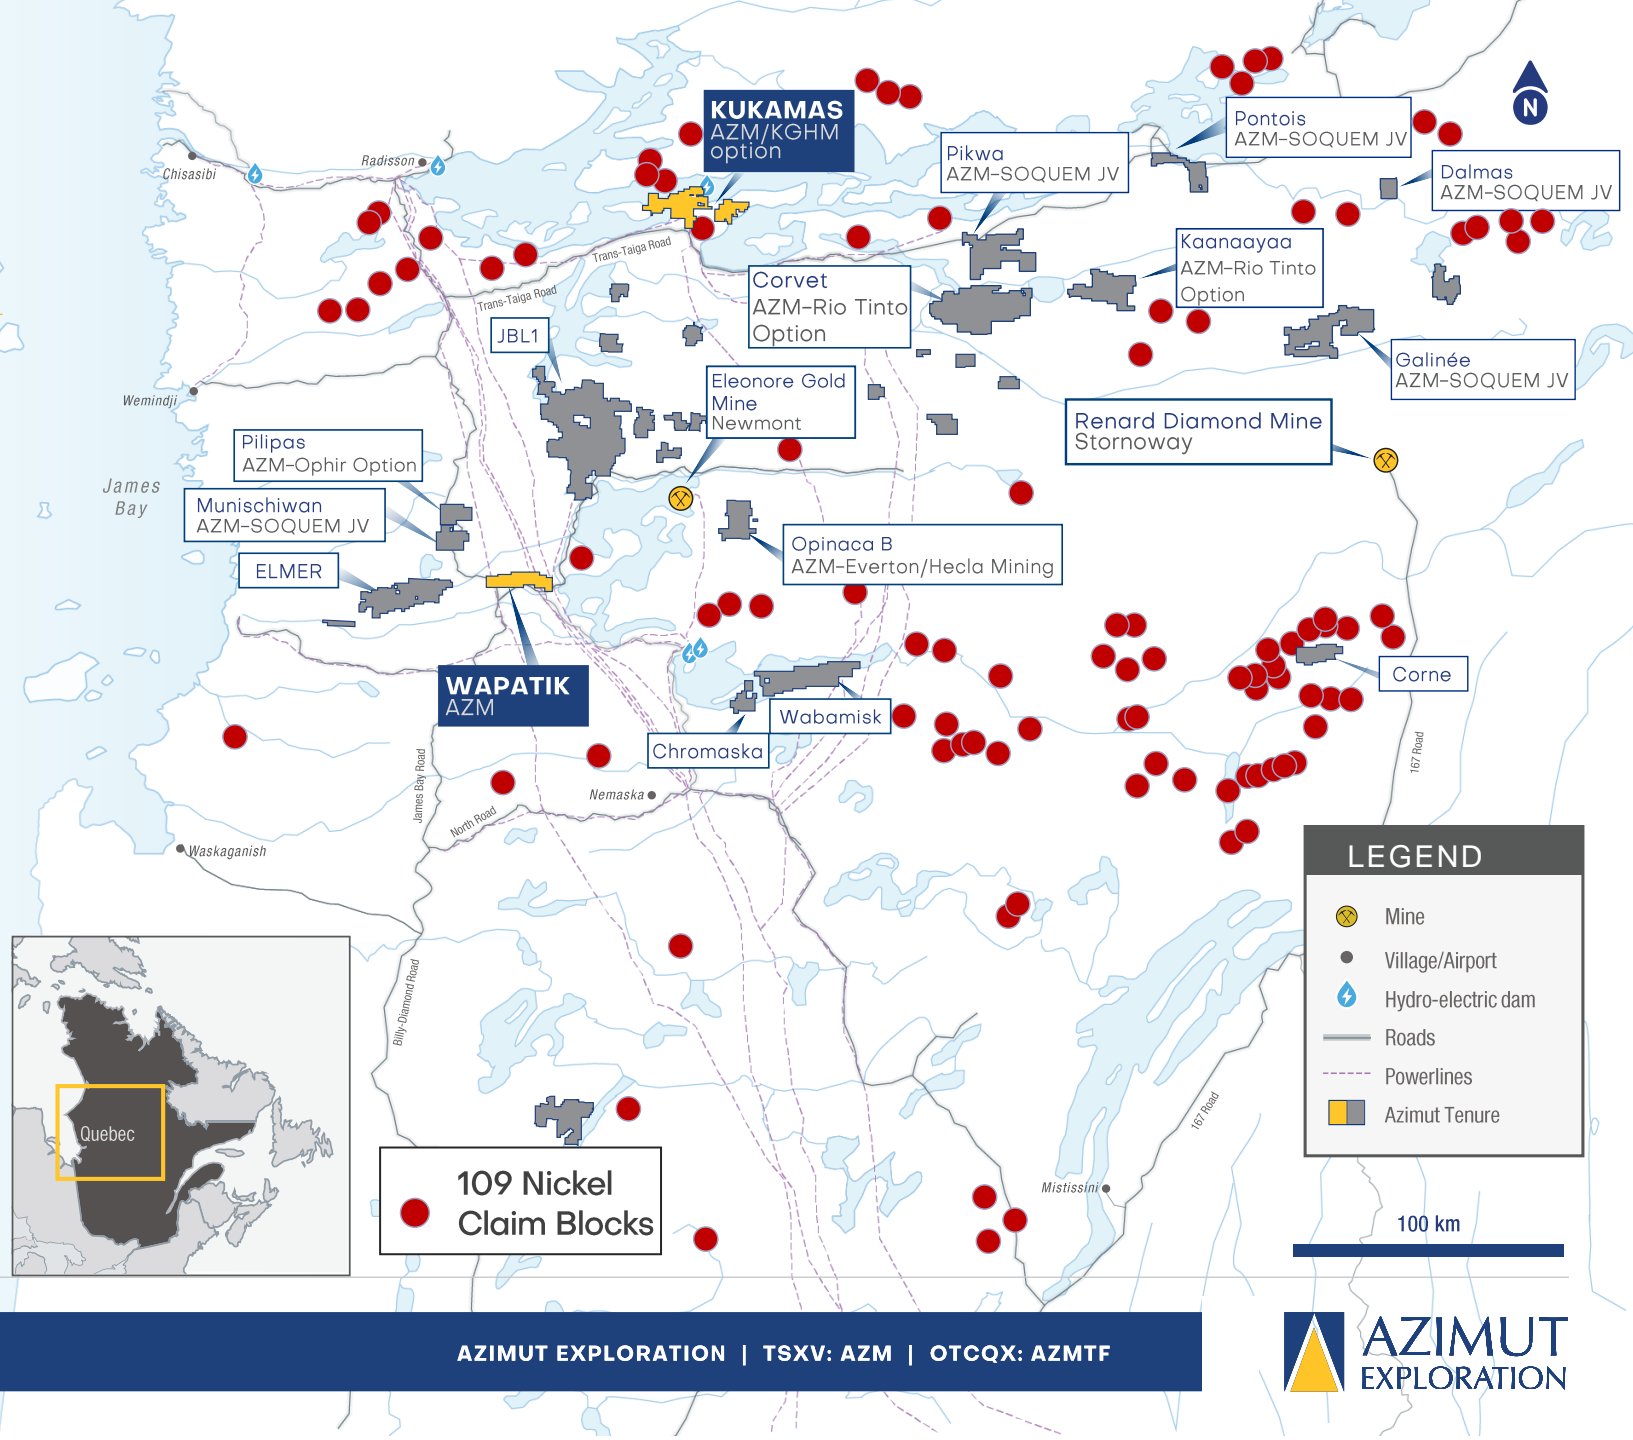 KUKAMAS
AZM/KGHM
option
N
Pontois
AZM-SOQUEM JV
Pikwa
AZM-SOQUEM JV
Dalmas
AZM-SOQUEM JV
Radisson
Chisasibi
Trans-Taiga Road
Trans-Taiga Road
Kaanaayaa
AZM-Rio Tinto
Option
Corvet
AZM-Rio Tinto
Option
JBL1
Galinée
AZM-SOQUEM JV
Eleonore Gold
Mine
Newmont
Wemindji
Renard Diamond Mine
Stornoway
Pilipas
AZM-Ophir Option
James
Bay
Munischiwan
AZM-SOQUEM JV
Opinaca B
AZM-Everton/Hecla Mining
ELMER
WAPATIK
AZM
Corne
Wabamisk
Chromaska
James Bay Road
167 Road
Nemaska
North Road
Waskaganish
Billy-Diamond Road
LEGEND
Mine
Village/Airport
Hydro-electric dam
Roads
Powerlines
Azimut Tenure
Quebec
167 Road
Mistissini
109 Nickel
Claim Blocks
100 km
AZIMUT EXPLORATION | TSXV: AZM | OTCQX: AZMTF
AZIMUT
EXPLORATION